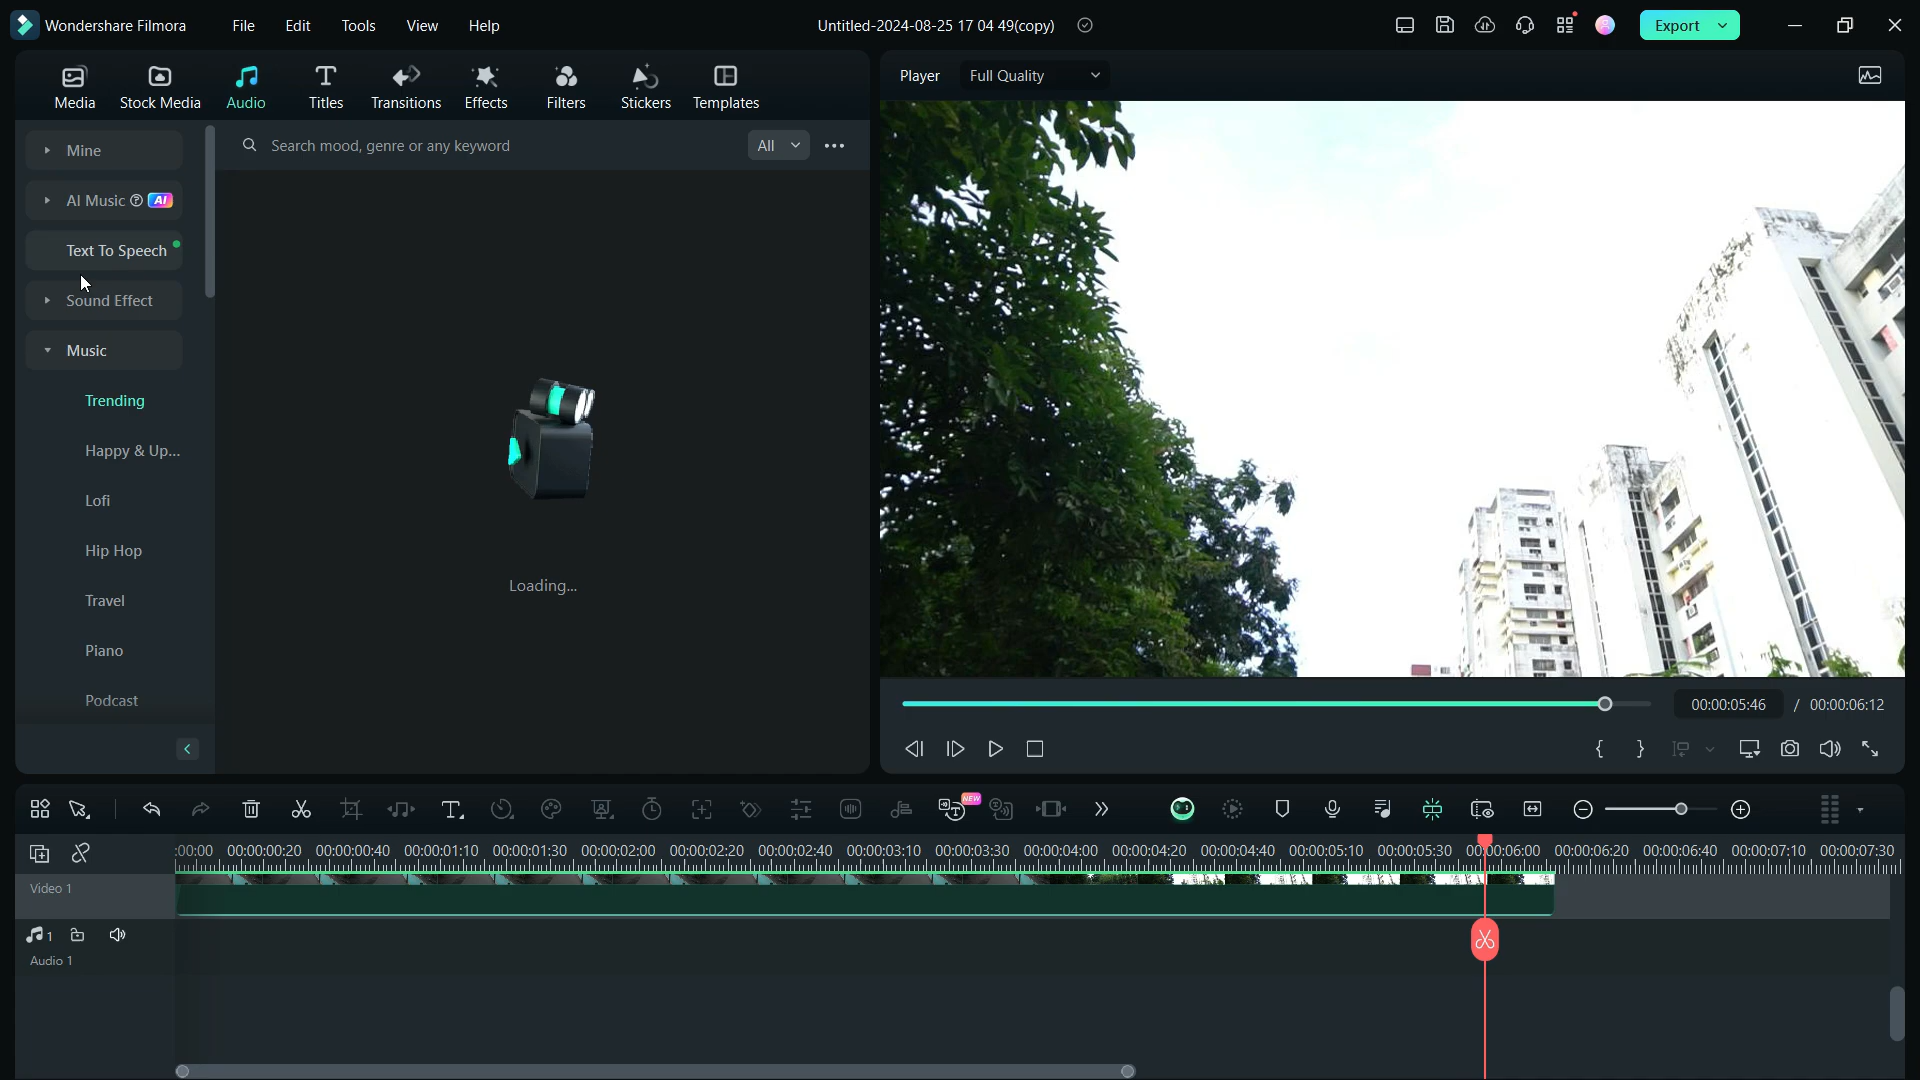 Wondershare Filmora File Edit Tools View Help Untitled-2024-08-25 17 04 49(copy) Export
Media Stock Media Audio Titles Transitions Effects Filters Stickers Templates
Player Full Quality
Search mood, genre or any keyword All
Mine
AI Music AI
Text To Speech
Sound Effect
Music
Trending
Happy & Up...
Lofi
Hip Hop
Travel
Piano
Podcast
Loading...
00:00:05:46 / 00:00:06:12
NEW
:00:00 00:00:00:20 00:00:00:40 00:00:01:10 00:00:01:30 00:00:02:00 00:00:02:20 00:00:02:40 00:00:03:10 00:00:03:30 00:00:04:00 00:00:04:20 00:00:04:40 00:00:05:10 00:00:05:30 00:00:06:00 00:00:06:20 00:00:06:40 00:00:07:10 00:00:07:30
Video 1
1
Audio 1